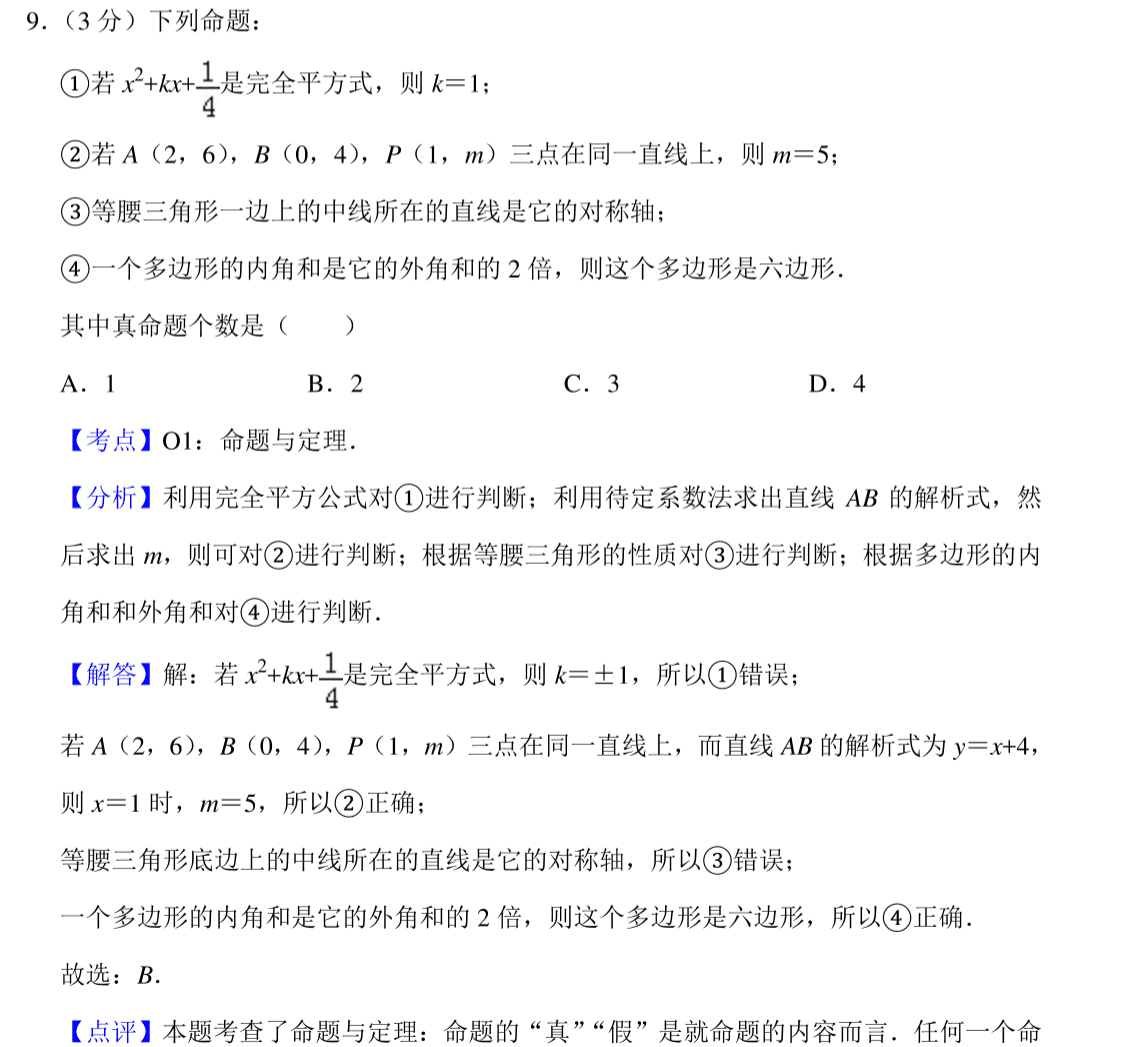 9．（3 分）下列命题：
①若 x²+kx+1/4是完全平方式，则 k＝1；
②若 A（2，6），B（0，4），P（1，m）三点在同一直线上，则 m＝5；
③等腰三角形一边上的中线所在的直线是它的对称轴；
④一个多边形的内角和是它的外角和的 2 倍，则这个多边形是六边形．
其中真命题个数是（　　）
A．1 B．2 C．3 D．4
【考点】O1：命题与定理．
【分析】利用完全平方公式对①进行判断；利用待定系数法求出直线 AB 的解析式，然
后求出 m，则可对②进行判断；根据等腰三角形的性质对③进行判断；根据多边形的内
角和和外角和对④进行判断．
【解答】解：若 x²+kx+1/4是完全平方式，则 k＝±1，所以①错误；
若 A（2，6），B（0，4），P（1，m）三点在同一直线上，而直线 AB 的解析式为 y＝x+4，
则 x＝1 时，m＝5，所以②正确；
等腰三角形底边上的中线所在的直线是它的对称轴，所以③错误；
一个多边形的内角和是它的外角和的 2 倍，则这个多边形是六边形，所以④正确．
故选：B．
【点评】本题考查了命题与定理：命题的“真”“假”是就命题的内容而言．任何一个命